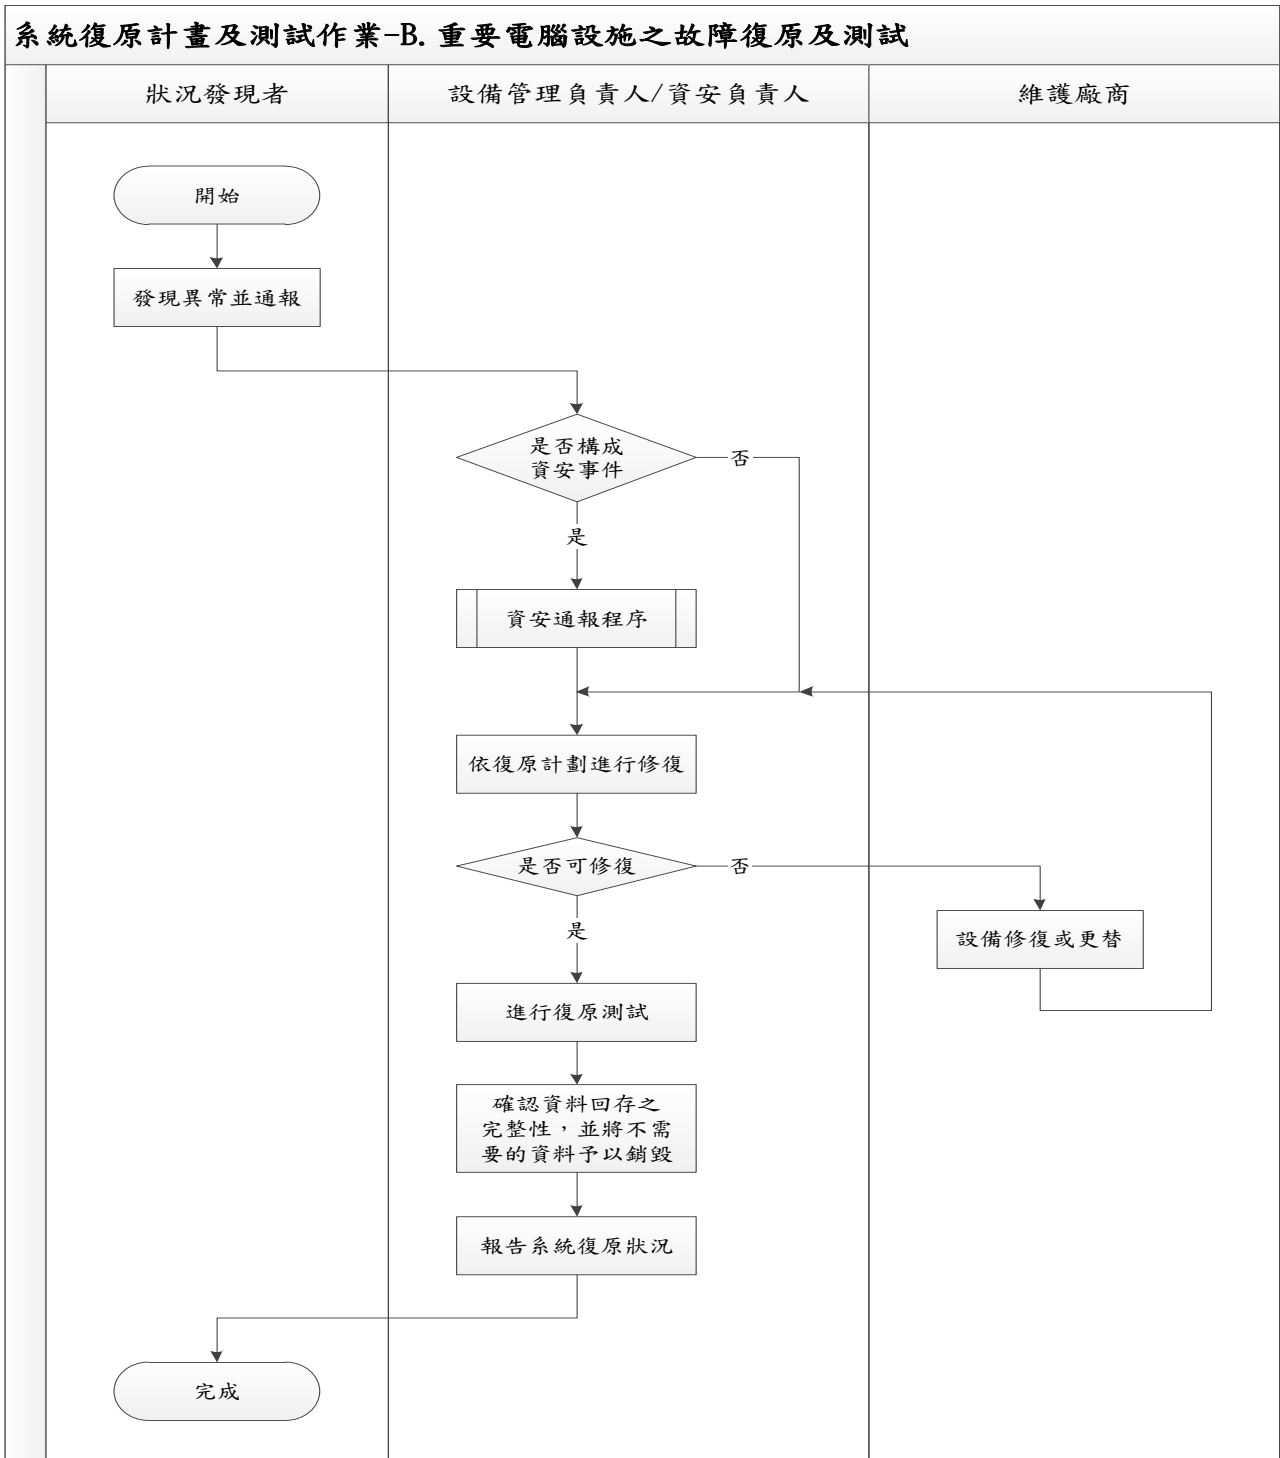 系統復原計畫及測試作業-B.重要電腦設施之故障復原及測試
狀況發現者
設備管理負責人/資安負責人
維護廠商
開始
發現異常並通報
是否構成
資安事件
否
是
資安通報程序
依復原計劃進行修復
是否可修復
否
是
設備修復或更替
進行復原測試
確認資料回存之
完整性，並將不需
要的資料予以銷毀
報告系統復原狀況
完成